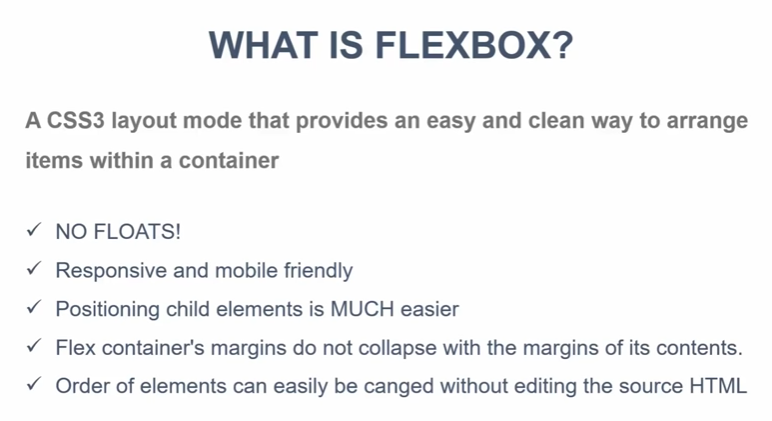 WHAT IS FLEXBOX?
A CSS3 layout mode that provides an easy and clean way to arrange
items within a container
✓ NO FLOATS!
✓ Responsive and mobile friendly
✓ Positioning child elements is MUCH easier
✓ Flex container's margins do not collapse with the margins of its contents.
✓ Order of elements can easily be canged without editing the source HTML